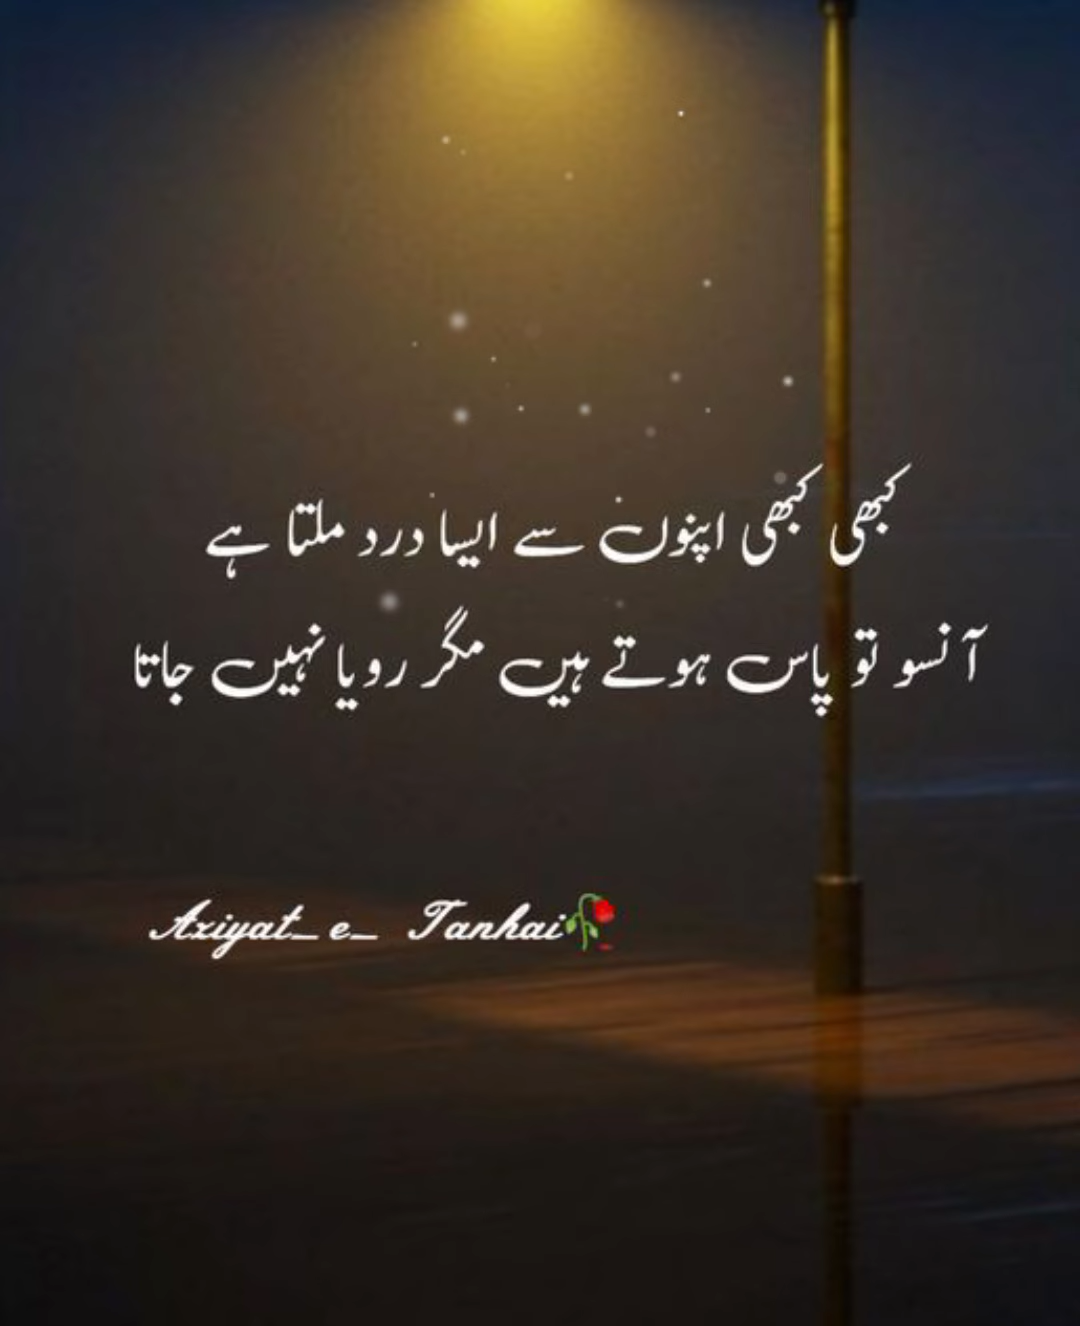 کبھی کبھی اپنوں سے ایسا درد ملتا ہے
آنسو تو پاس ہوتے ہیں مگر رویا نہیں جاتا
Aziyat_e_ Tanhai🥀